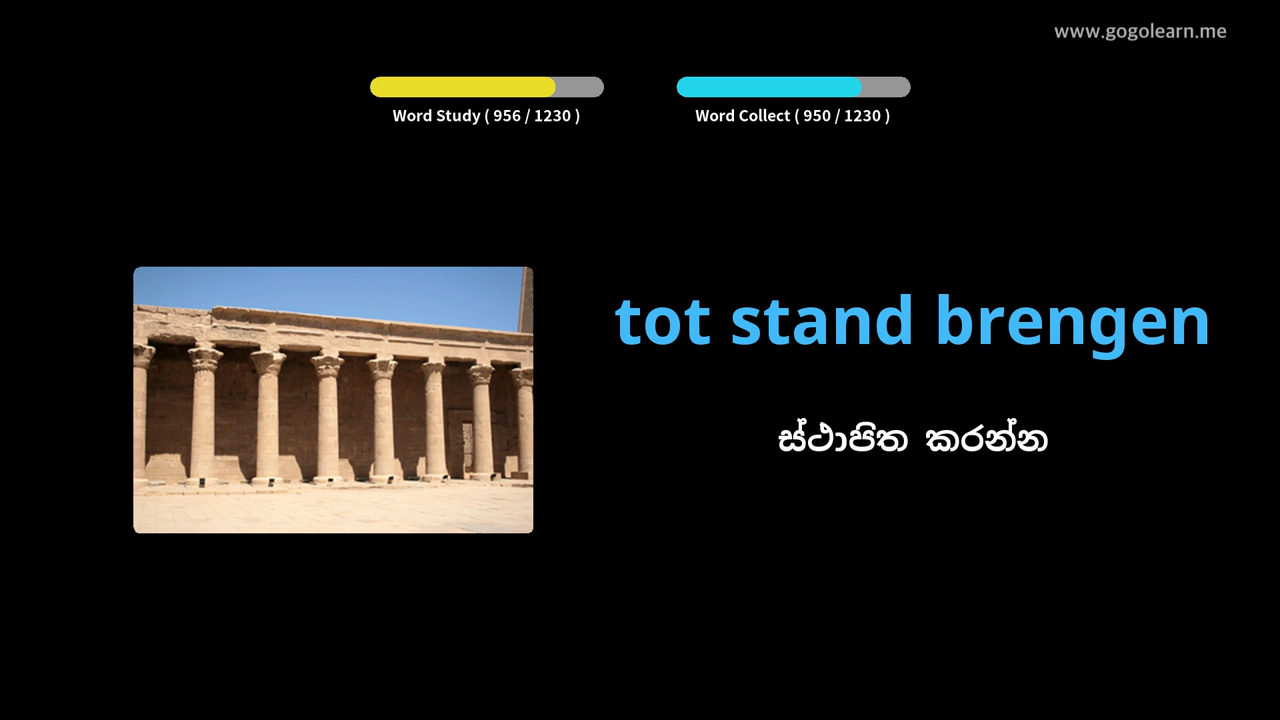 www.gogolearn.me
Word Study ( 956 / 1230 )
Word Collect ( 950 / 1230 )
tot stand brengen
ස්ථාපිත කරන්න